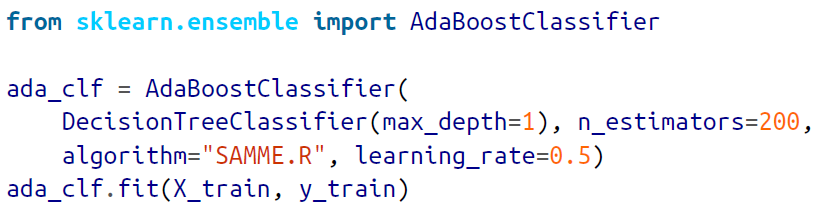 from sklearn.ensemble import AdaBoostClassifier

ada_clf = AdaBoostClassifier(
    DecisionTreeClassifier(max_depth=1), n_estimators=200,
    algorithm="SAMME.R", learning_rate=0.5)
ada_clf.fit(X_train, y_train)